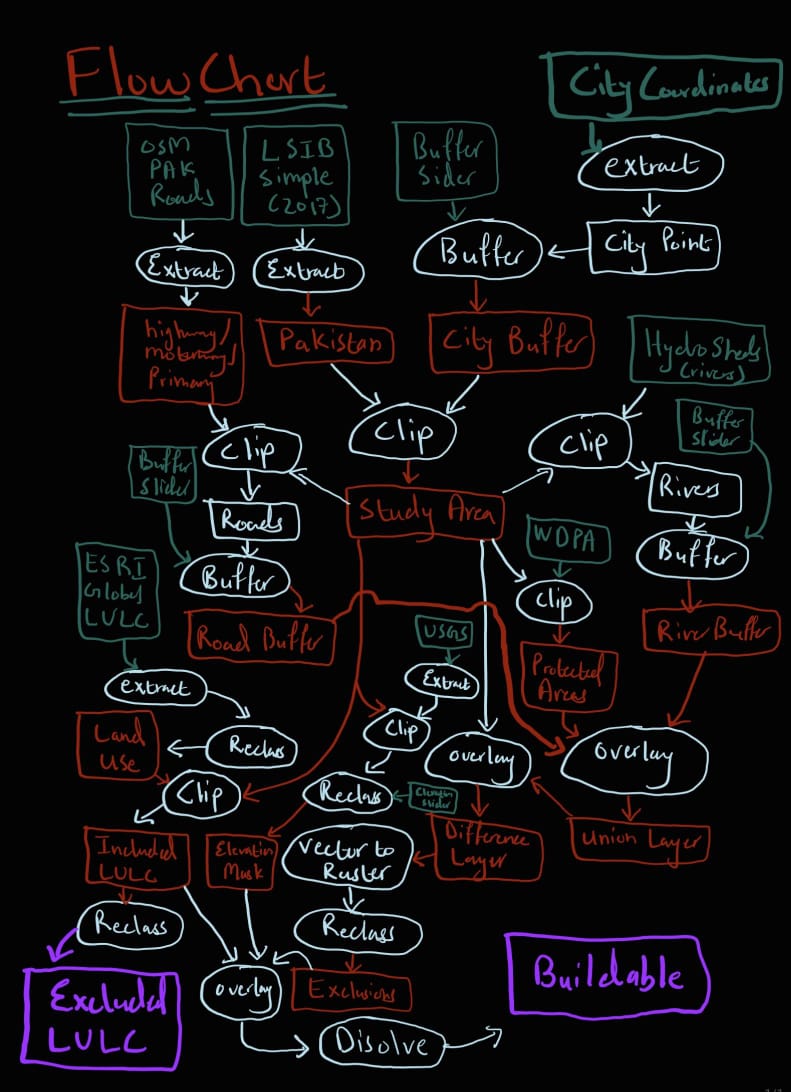 Flow Chart
City Coordinates
OSM
PAK
Roads
LSIB
Simple
(2017)
Buffer
Sider
extract
Extract
Extract
Buffer
City Point
highway/
motorway/
Primary
Pakistan
City Buffer
HydroSheds
(rivers)
Clip
Clip
Clip
Buffer
slider
Buffer
slider
Rivers
Roads
Study Area
WDPA
Buffer
Buffer
ESRI
Global
LVLC
Clip
Road Buffer
USGS
River Buffer
Protected
Areas
extract
Extract
Land
Use
Reclass
Clip
overlay
overlay
Clip
Reclass
Elevation
slider
Included
LULC
Elevation
Mask
Vector to
Raster
Difference
Layer
Union Layer
Reclass
Reclass
Excluded
LULC
overlay
Exclusions
Buildable
Disolve